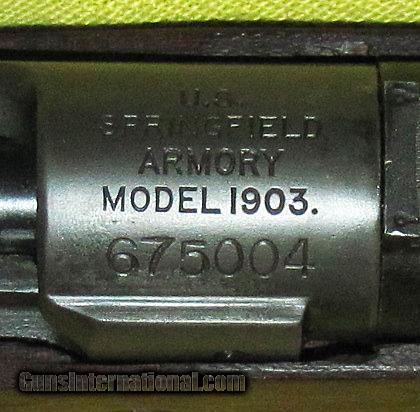 U.S.
SPRINGFIELD
ARMORY
MODEL 1903.
675004
GunsInternational.com